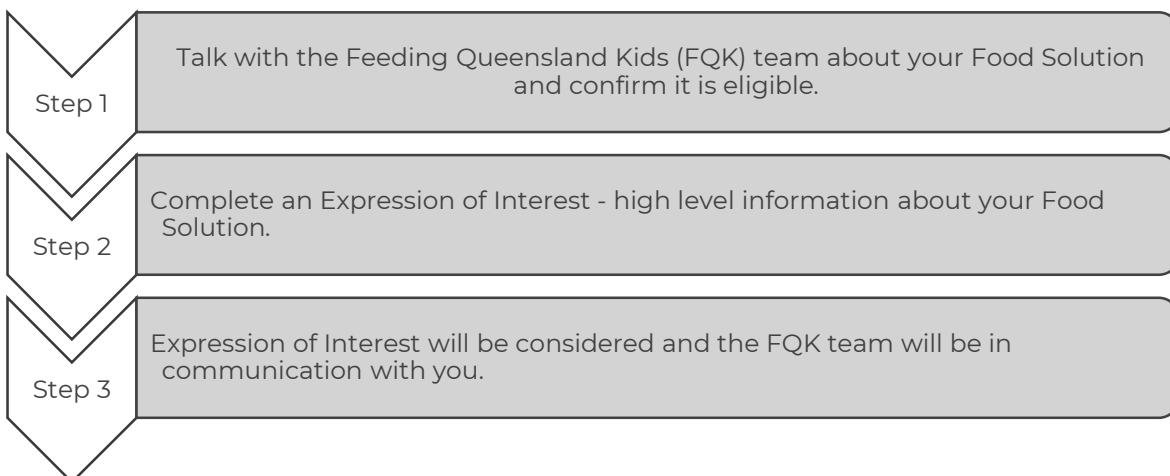 Step 1
Talk with the Feeding Queensland Kids (FQK) team about your Food Solution
and confirm it is eligible.
Step 2
Complete an Expression of Interest - high level information about your Food
Solution.
Step 3
Expression of Interest will be considered and the FQK team will be in
communication with you.